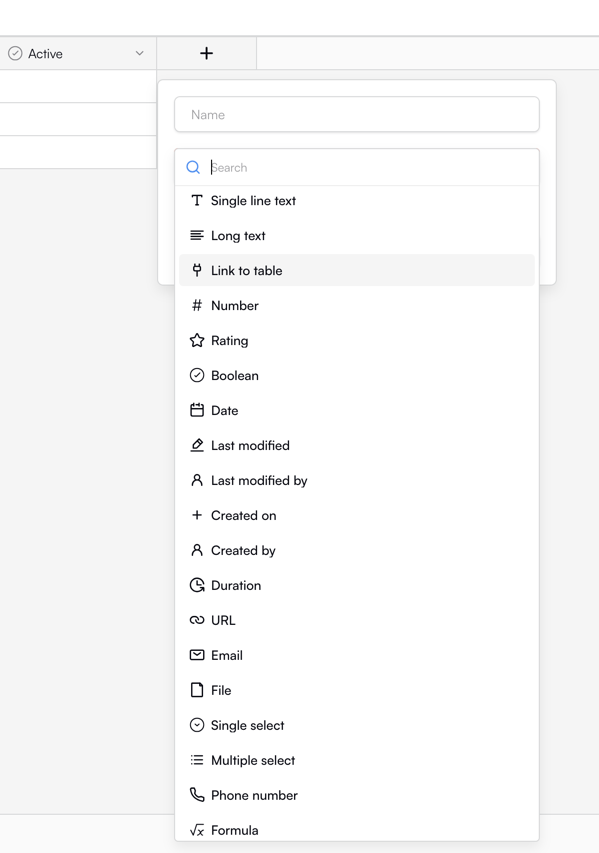 Active
Name
Search
Single line text
Long text
Link to table
Number
Rating
Boolean
Date
Last modified
Last modified by
Created on
Created by
Duration
URL
Email
File
Single select
Multiple select
Phone number
Formula